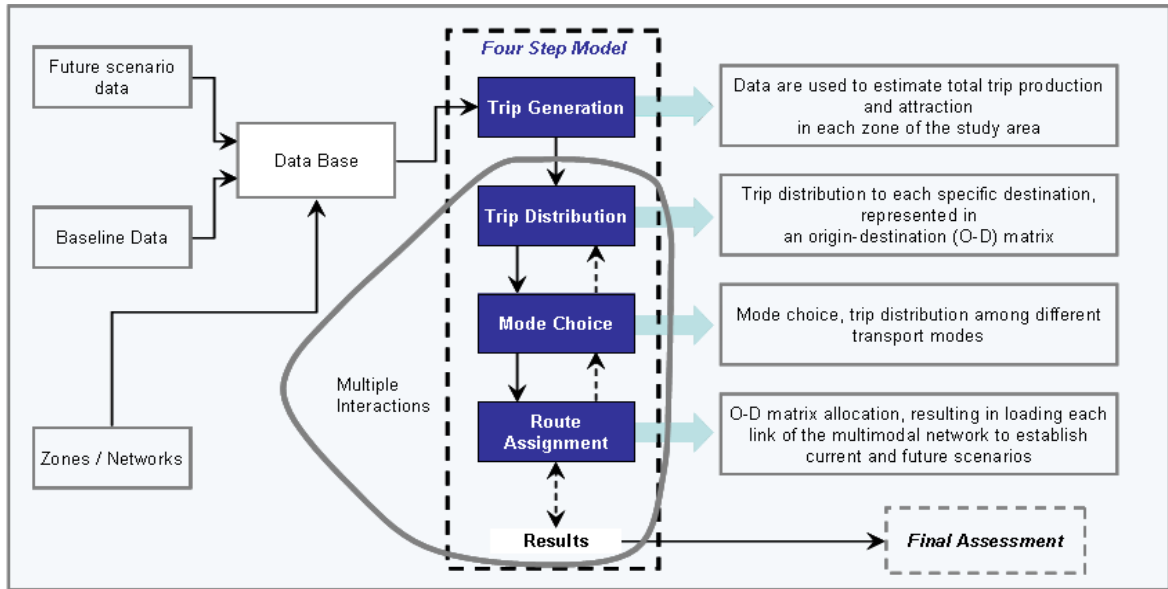 Four Step Model
Future scenario
data
Data Base
Baseline Data
Zones / Networks
Multiple
Interactions
Trip Generation
Data are used to estimate total trip production
and attraction
in each zone of the study area
Trip Distribution
Trip distribution to each specific destination,
represented in
an origin-destination (O-D) matrix
Mode Choice
Mode choice, trip distribution among different
transport modes
Route
Assignment
O-D matrix allocation, resulting in loading each
link of the multimodal network to establish
current and future scenarios
Results
Final Assessment